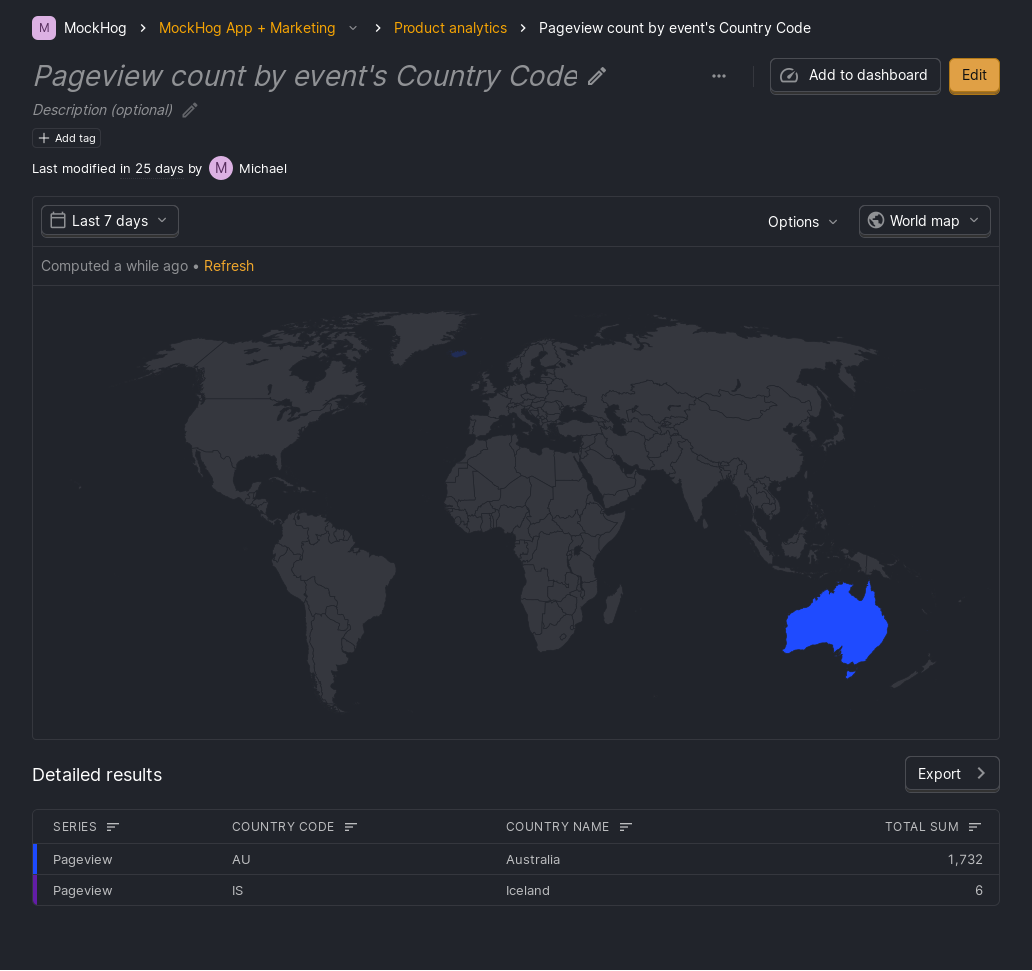 M MockHog MockHog App + Marketing Product analytics Pageview count by event's Country Code
Pageview count by event's Country Code
Add to dashboard Edit
Description (optional)
Add tag
Last modified in 25 days by M Michael
Last 7 days Options World map
Computed a while ago • Refresh
Detailed results Export
SERIES COUNTRY CODE COUNTRY NAME TOTAL SUM
Pageview AU Australia 1,732
Pageview IS Iceland 6